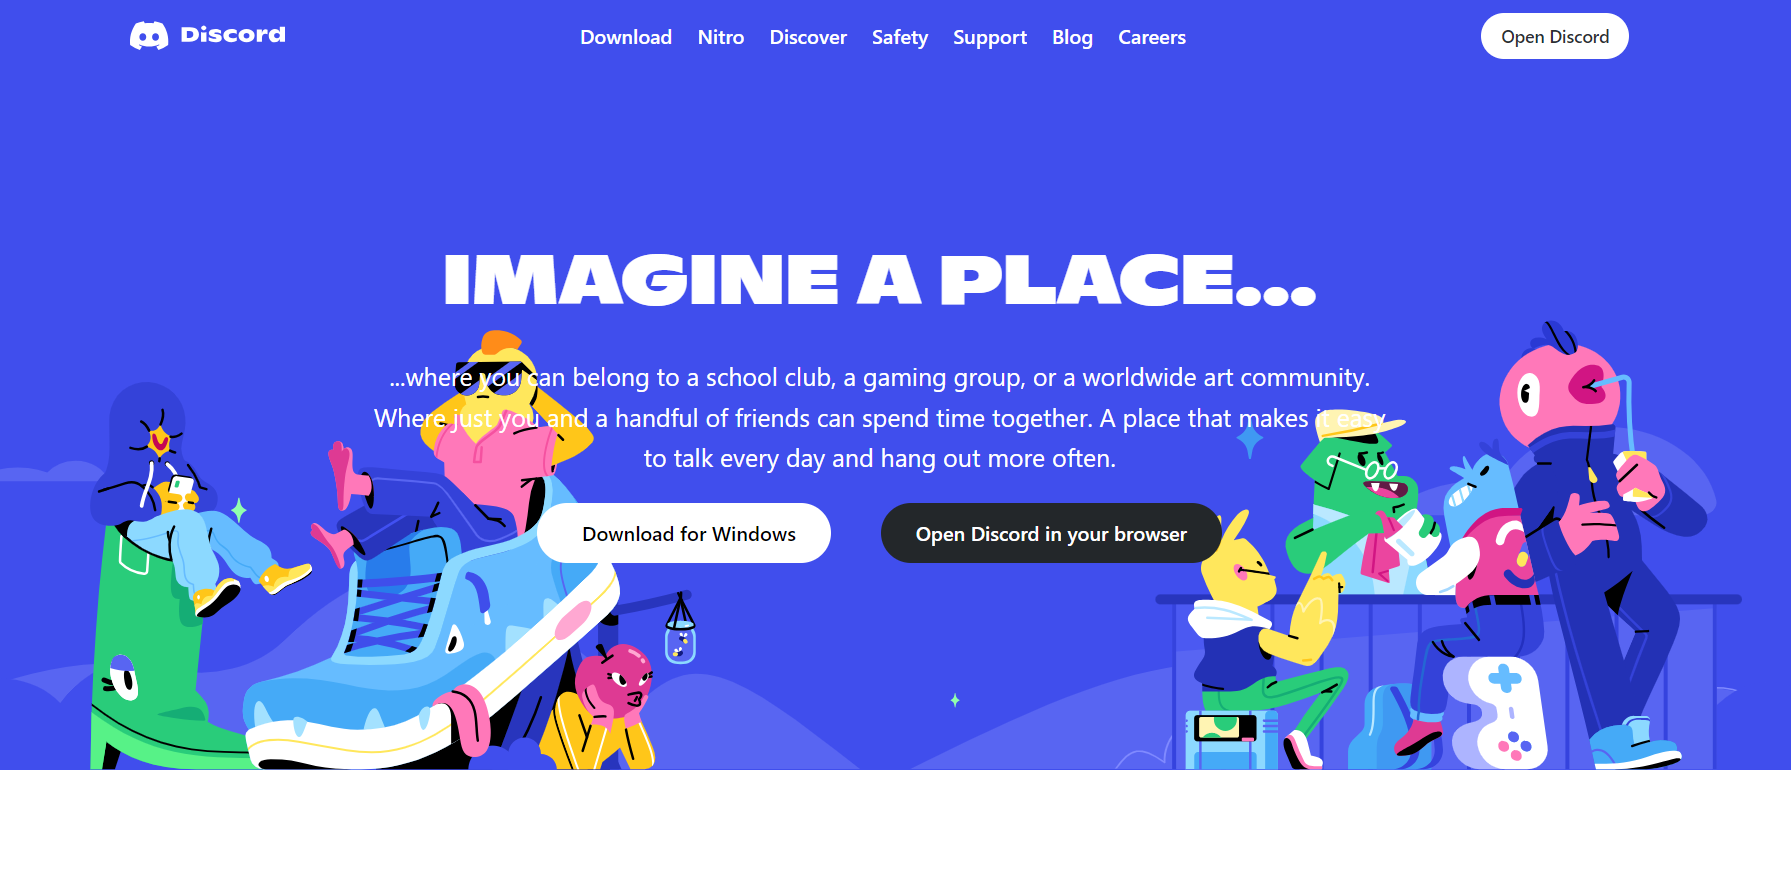 Discord
Download Nitro Discover Safety Support Blog Careers
Open Discord
IMAGINE A PLACE...
...where you can belong to a school club, a gaming group, or a worldwide art community.
Where just you and a handful of friends can spend time together. A place that makes it easy
to talk every day and hang out more often.
Download for Windows
Open Discord in your browser